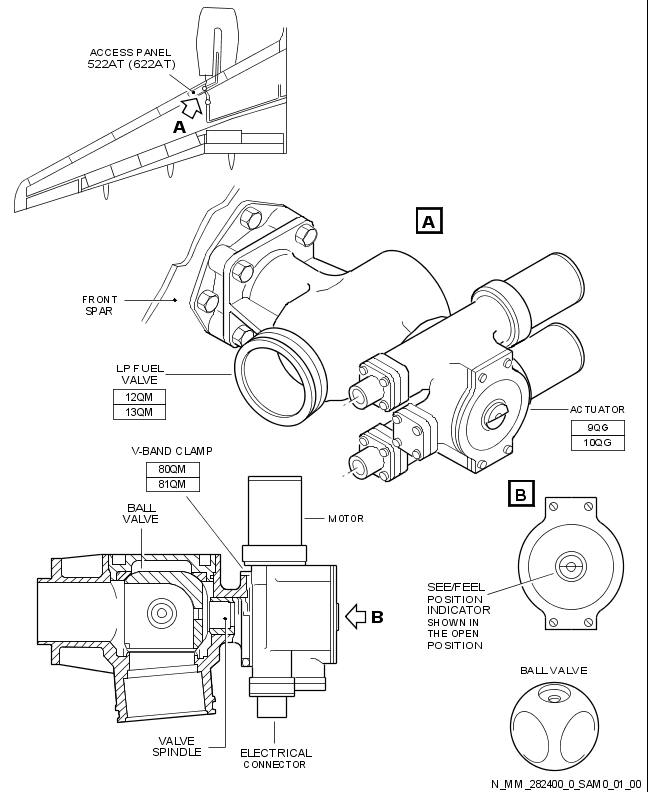 ACCESS PANEL
522AT (622AT)
A
A
FRONT
SPAR
LP FUEL
VALVE
12QM
13QM
ACTUATOR
9QG
10QG
V-BAND CLAMP
80QM
81QM
BALL
VALVE
MOTOR
B
B
SEE/FEEL
POSITION
INDICATOR
SHOWN IN
THE OPEN
POSITION
VALVE
SPINDLE
ELECTRICAL
CONNECTOR
BALL VALVE
N_MM_282400_0_SAM0_01_00